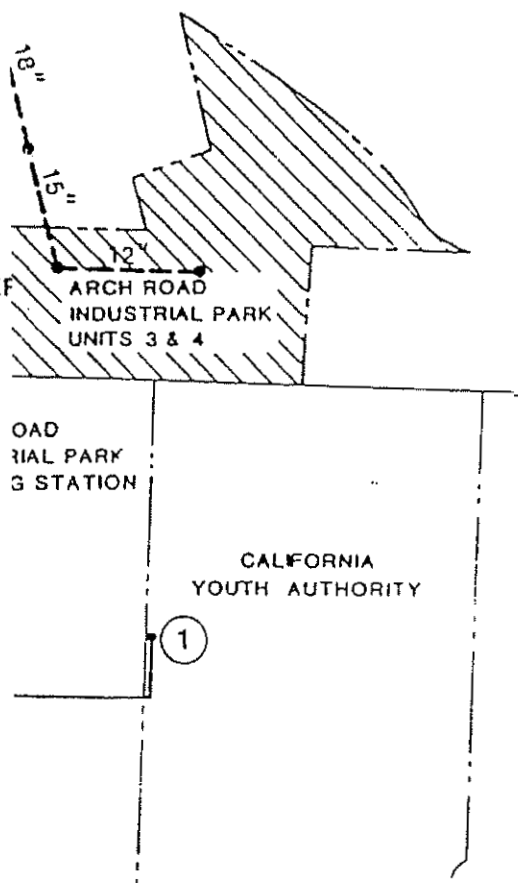 18"
15"
12"
F
ARCH ROAD
INDUSTRIAL PARK
UNITS 3 & 4
OAD
RIAL PARK
G STATION
CALIFORNIA
YOUTH AUTHORITY
1